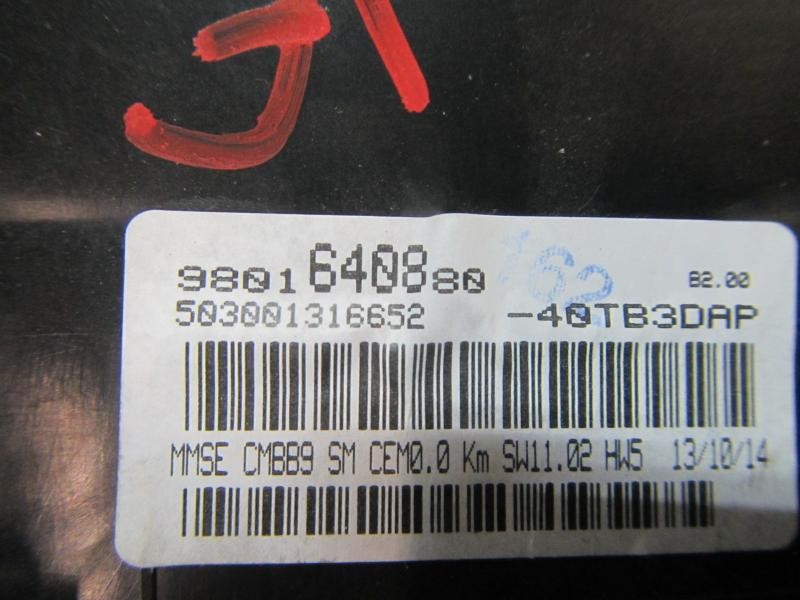 9801640880 B2.00
503001316652 -40TB3DAP
MMSE CMBB9 SM CEM0.0 Km SW11.02 HW5 13/10/14